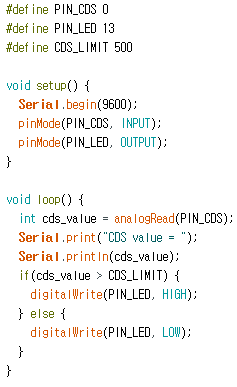 #define PIN_CDS 0
#define PIN_LED 13
#define CDS_LIMIT 500

void setup() {
  Serial.begin(9600);
  pinMode(PIN_CDS, INPUT);
  pinMode(PIN_LED, OUTPUT);
}

void loop() {
  int cds_value = analogRead(PIN_CDS);
  Serial.print("CDS value = ");
  Serial.println(cds_value);
  if(cds_value > CDS_LIMIT) {
    digitalWrite(PIN_LED, HIGH);
  } else {
    digitalWrite(PIN_LED, LOW);
  }
}